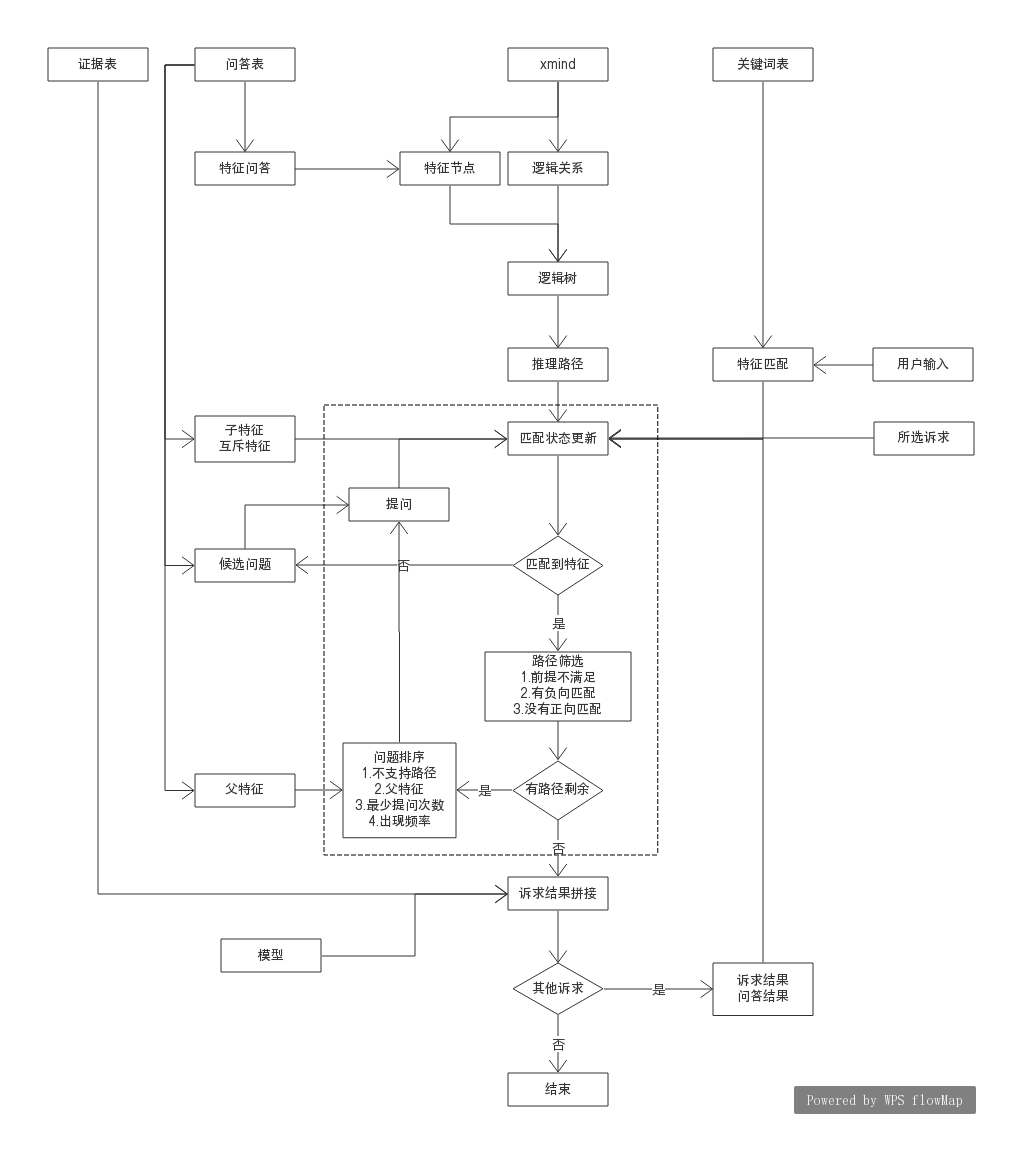 证据表
问答表
xmind
关键词表
特征问答
特征节点
逻辑关系
逻辑树
推理路径
特征匹配
用户输入
子特征
互斥特征
匹配状态更新
所选诉求
提问
候选问题
否
匹配到特征
是
路径筛选
1.前提不满足
2.有负向匹配
3.没有正向匹配
父特征
问题排序
1.不支持路径
2.父特征
3.最少提问次数
4.出现频率
是
有路径剩余
否
诉求结果拼接
模型
其他诉求
是
诉求结果
问答结果
否
结束
Powered by WPS flowMap